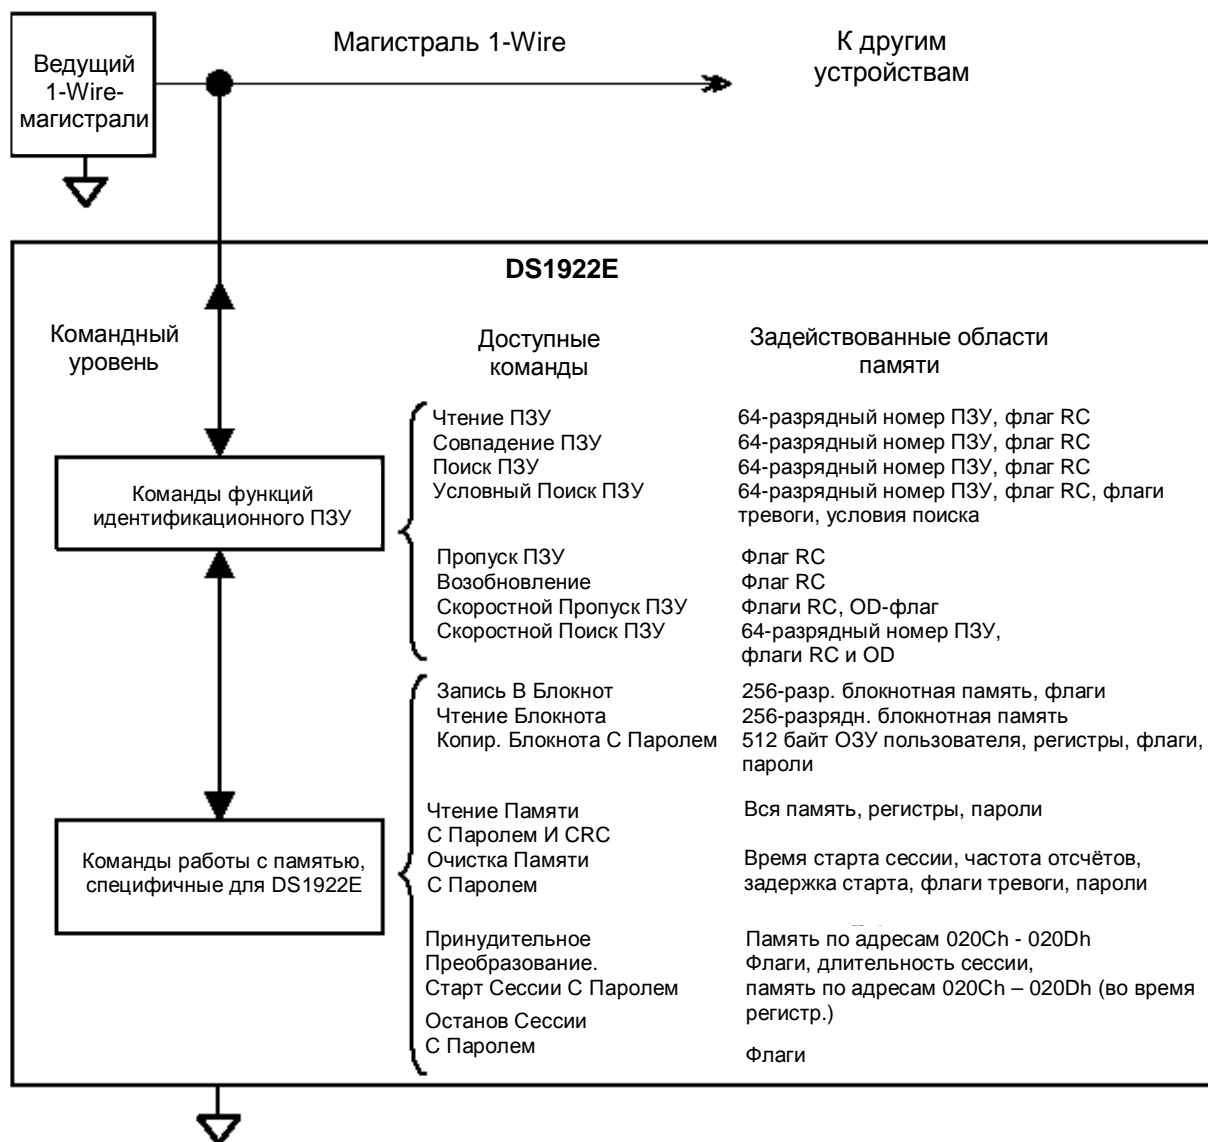 Ведущий
1-Wire-
магистрали
Магистраль 1-Wire
К другим
устройствам
DS1922E
Командный
уровень
Доступные
команды
Задействованные области
памяти
Команды функций
идентификационного ПЗУ
Чтение ПЗУ
64-разрядный номер ПЗУ, флаг RC
Совпадение ПЗУ
64-разрядный номер ПЗУ, флаг RC
Поиск ПЗУ
64-разрядный номер ПЗУ, флаг RC
Условный Поиск ПЗУ
64-разрядный номер ПЗУ, флаг RC, флаги
тревоги, условия поиска
Пропуск ПЗУ
Флаг RC
Возобновление
Флаг RC
Скоростной Пропуск ПЗУ
Флаги RC, OD-флаг
Скоростной Поиск ПЗУ
64-разрядный номер ПЗУ,
флаги RC и OD
Команды работы с памятью,
специфичные для DS1922E
Запись В Блокнот
256-разр. блокнотная память, флаги
Чтение Блокнота
256-разрядн. блокнотная память
Копир. Блокнота С Паролем
512 байт ОЗУ пользователя, регистры, флаги,
пароли
Чтение Памяти
С Паролем И CRC
Вся память, регистры, пароли
Очистка Памяти
С Паролем
Время старта сессии, частота отсчётов,
задержка старта, флаги тревоги, пароли
Принудительное
Преобразование.
Память по адресам 020Ch - 020Dh
Старт Сессии С Паролем
Флаги, длительность сессии,
память по адресам 020Ch – 020Dh (во время
регистр.)
Останов Сессии
С Паролем
Флаги